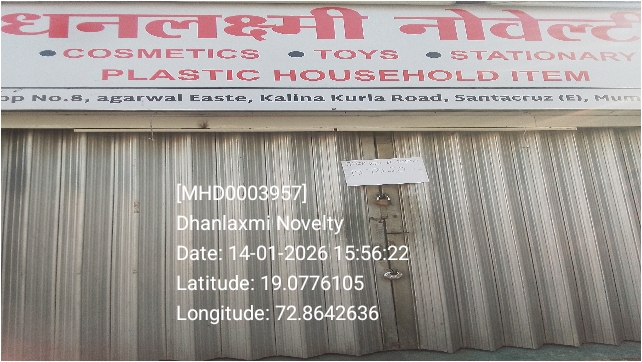 धनलक्ष्मी नोवेल्टी
• COSMETICS • TOYS • STATIONARY
PLASTIC HOUSEHOLD ITEM
op No.8, agarwal Easte, Kalina Kurla Road, Santacruz (E), Mum
[MHD0003957]
Dhanlaxmi Novelty
Date: 14-01-2026 15:56:22
Latitude: 19.0776105
Longitude: 72.8642636